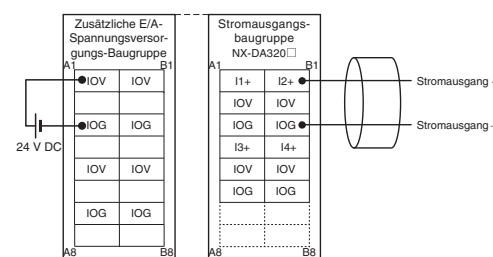 Zusätzliche E/A-
Spannungsversor-
gungs-Baugruppe
A1 B1
IOV IOV
IOG IOG
IOV IOV
IOG IOG
A8 B8
24 V DC
Stromausgangs-
baugruppe
NX-DA320□
A1 B1
I1+ I2+
IOV IOV
IOG IOG
I3+ I4+
IOV IOV
IOG IOG
A8 B8
Stromausgang
Stromausgang